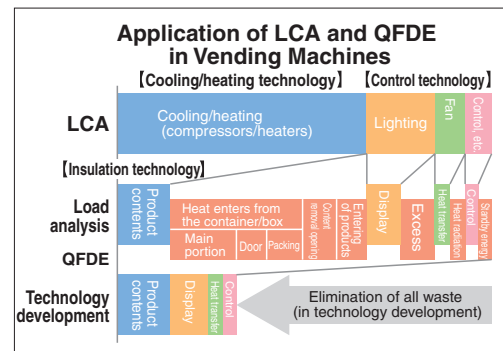 Application of LCA and QFDE
in Vending Machines
【Cooling/heating technology】
【Control technology】
LCA
Cooling/heating
(compressors/heaters)
Lighting
Fan
Control, etc.
【Insulation technology】
Load
analysis
Product
contents
Heat enters from
the container/box
Main
portion
Door
Packing
Content
removal opening
Entering
of products
Display
Excess
Heat transfer
Heat radiation
Control
Standby energy
QFDE
Technology
development
Product
contents
Display
Heat transfer
Control
Elimination of all waste
(in technology development)